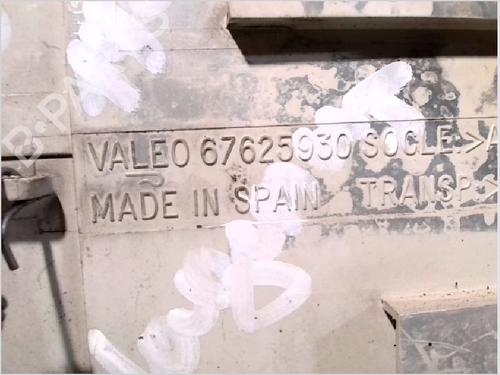 VALEO 67625930 SOCLE:>A
MADE IN SPAIN TRANSP: